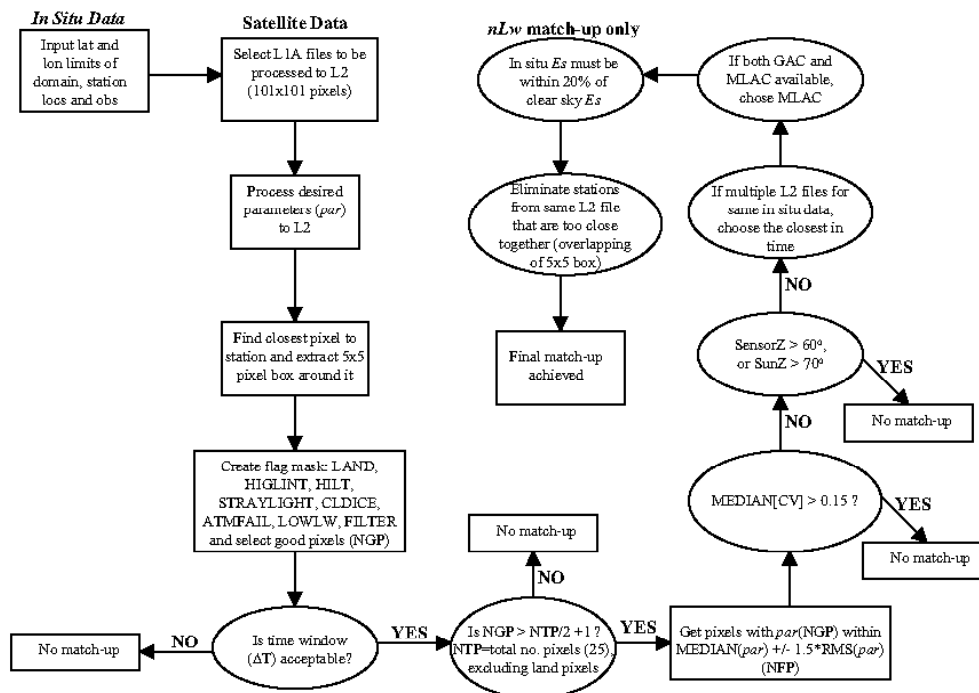 In Situ Data
Input lat and
lon limits of
domain, station
locs and obs
Satellite Data
Select L1A files to be
processed to L2
(101x101 pixels)
Process desired
parameters (par)
to L2
Find closest pixel to
station and extract 5x5
pixel box around it
Create flag mask: LAND,
HIGLINT, HILT,
STRAYLIGHT, CLDICE,
ATMFAIL, LOWLW, FILTER
and select good pixels (NGP)
Is time window
(ΔT) acceptable?
NO
No match-up
YES
Is NGP > NTP/2 +1 ?
NTP=total no. pixels (25),
excluding land pixels
NO
No match-up
YES
Get pixels with par(NGP) within
MEDIAN(par) +/- 1.5*RMS(par)
(NFP)
MEDIAN[CV] > 0.15 ?
YES
No match-up
NO
SensorZ > 60°,
or SunZ > 70°
YES
No match-up
NO
If multiple L2 files for
same in situ data,
choose the closest in
time
If both GAC and
MLAC available,
chose MLAC
nLw match-up only
In situ Es must be
within 20% of
clear sky Es
Eliminate stations
from same L2 file
that are too close
together (overlapping
of 5x5 box)
Final match-up
achieved